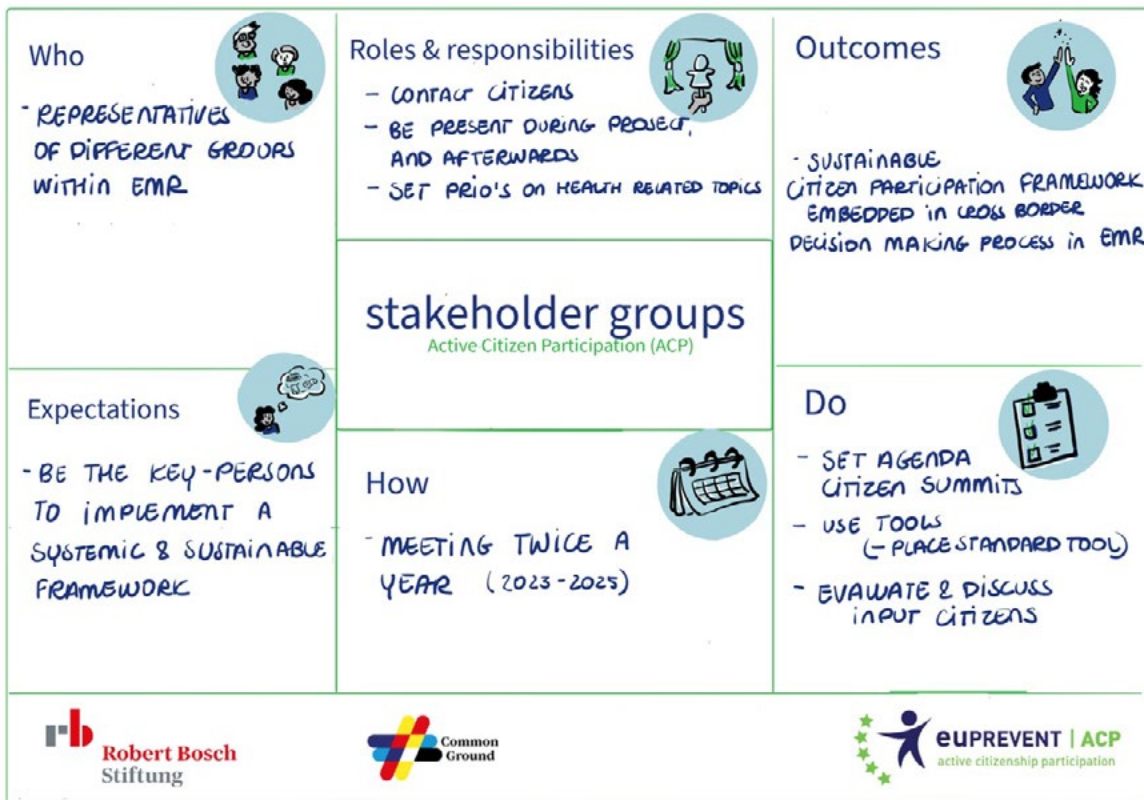 Who
- REPRESENTATIVES
OF DIFFERENT GROUPS
WITHIN EMR
Roles & responsibilities
- CONTACT CITIZENS
- BE PRESENT DURING PROJECT,
AND AFTERWARDS
- SET PRIO'S ON HEALTH RELATED TOPICS
Outcomes
- SUSTAINABLE
CITIZEN PARTICIPATION FRAMEWORK
EMBEDDED IN CROSS BORDER
DECISION MAKING PROCESS IN EMR
stakeholder groups
Active Citizen Participation (ACP)
Expectations
- BE THE KEY-PERSONS
TO IMPLEMENT A
SYSTEMIC & SUSTAINABLE
FRAMEWORK
How
- MEETING TWICE A
YEAR (2023-2025)
Do
- SET AGENDA
CITIZEN SUMMITS
- USE TOOLS
(- PLACE STANDARD TOOL)
- EVALUATE & DISCUSS
INPUT CITIZENS
rb
Robert Bosch
Stiftung
Common
Ground
euPREVENT | ACP
active citizenship participation